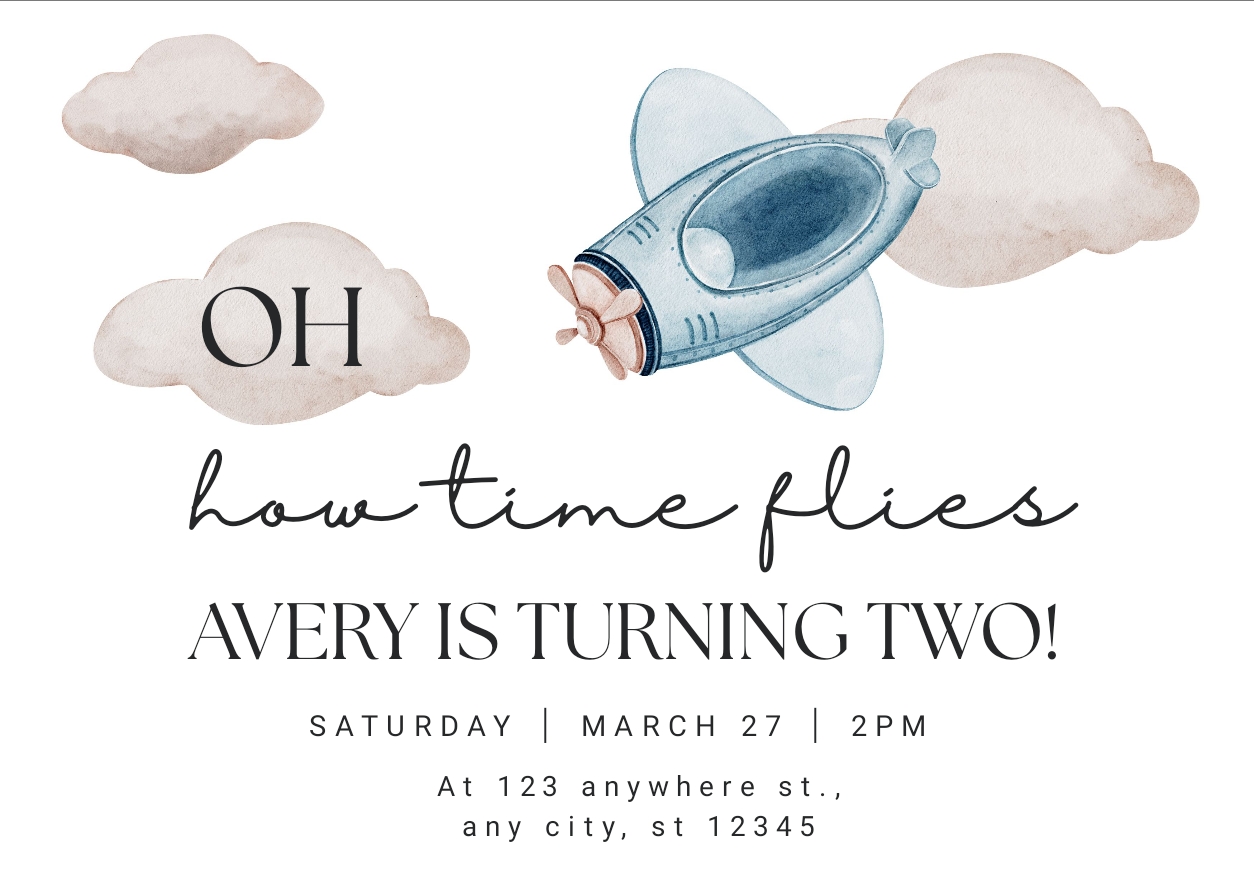 OH
how time flies
AVERY IS TURNING TWO!
SATURDAY | MARCH 27 | 2PM
At 123 anywhere st.,
any city, st 12345